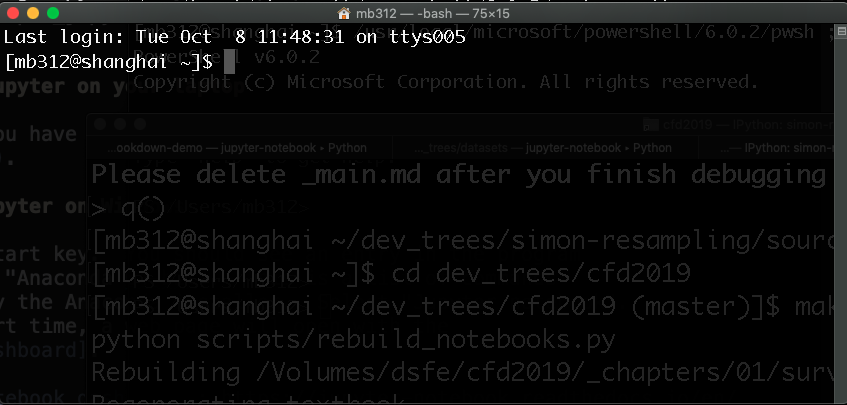 mb312 — -bash — 75×15
Last login: Tue Oct  8 11:48:31 on ttys005
[mb312@shanghai ~]$
/microsoft/powershell/6.0.2/pwsh ;
PowerShell v6.0.2
Copyright (c) Microsoft Corporation. All rights reserved.
upyter on y
ou have
cfd2019 — IPython: simon-r
...ookdown-demo — jupyter-notebook • Python
..._trees/datasets — jupyter-notebook • Python
...— IPython: simon-r
Please delete _main.md after you finish debugging
pyter on
/Users/mb312>
> q()
tart key
[mb312@shanghai ~/dev_trees/simon-resampling/sourc
"Anacon
[mb312@shanghai ~]$ cd dev_trees/cfd2019
y the An
[mb312@shanghai ~/dev_trees/cfd2019 (master)]$ mak
rt time,
python scripts/rebuild_notebooks.py
shboard]
Rebuilding /Volumes/dsfe/cfd2019/_chapters/01/surv
tebook
Regenerating textbook